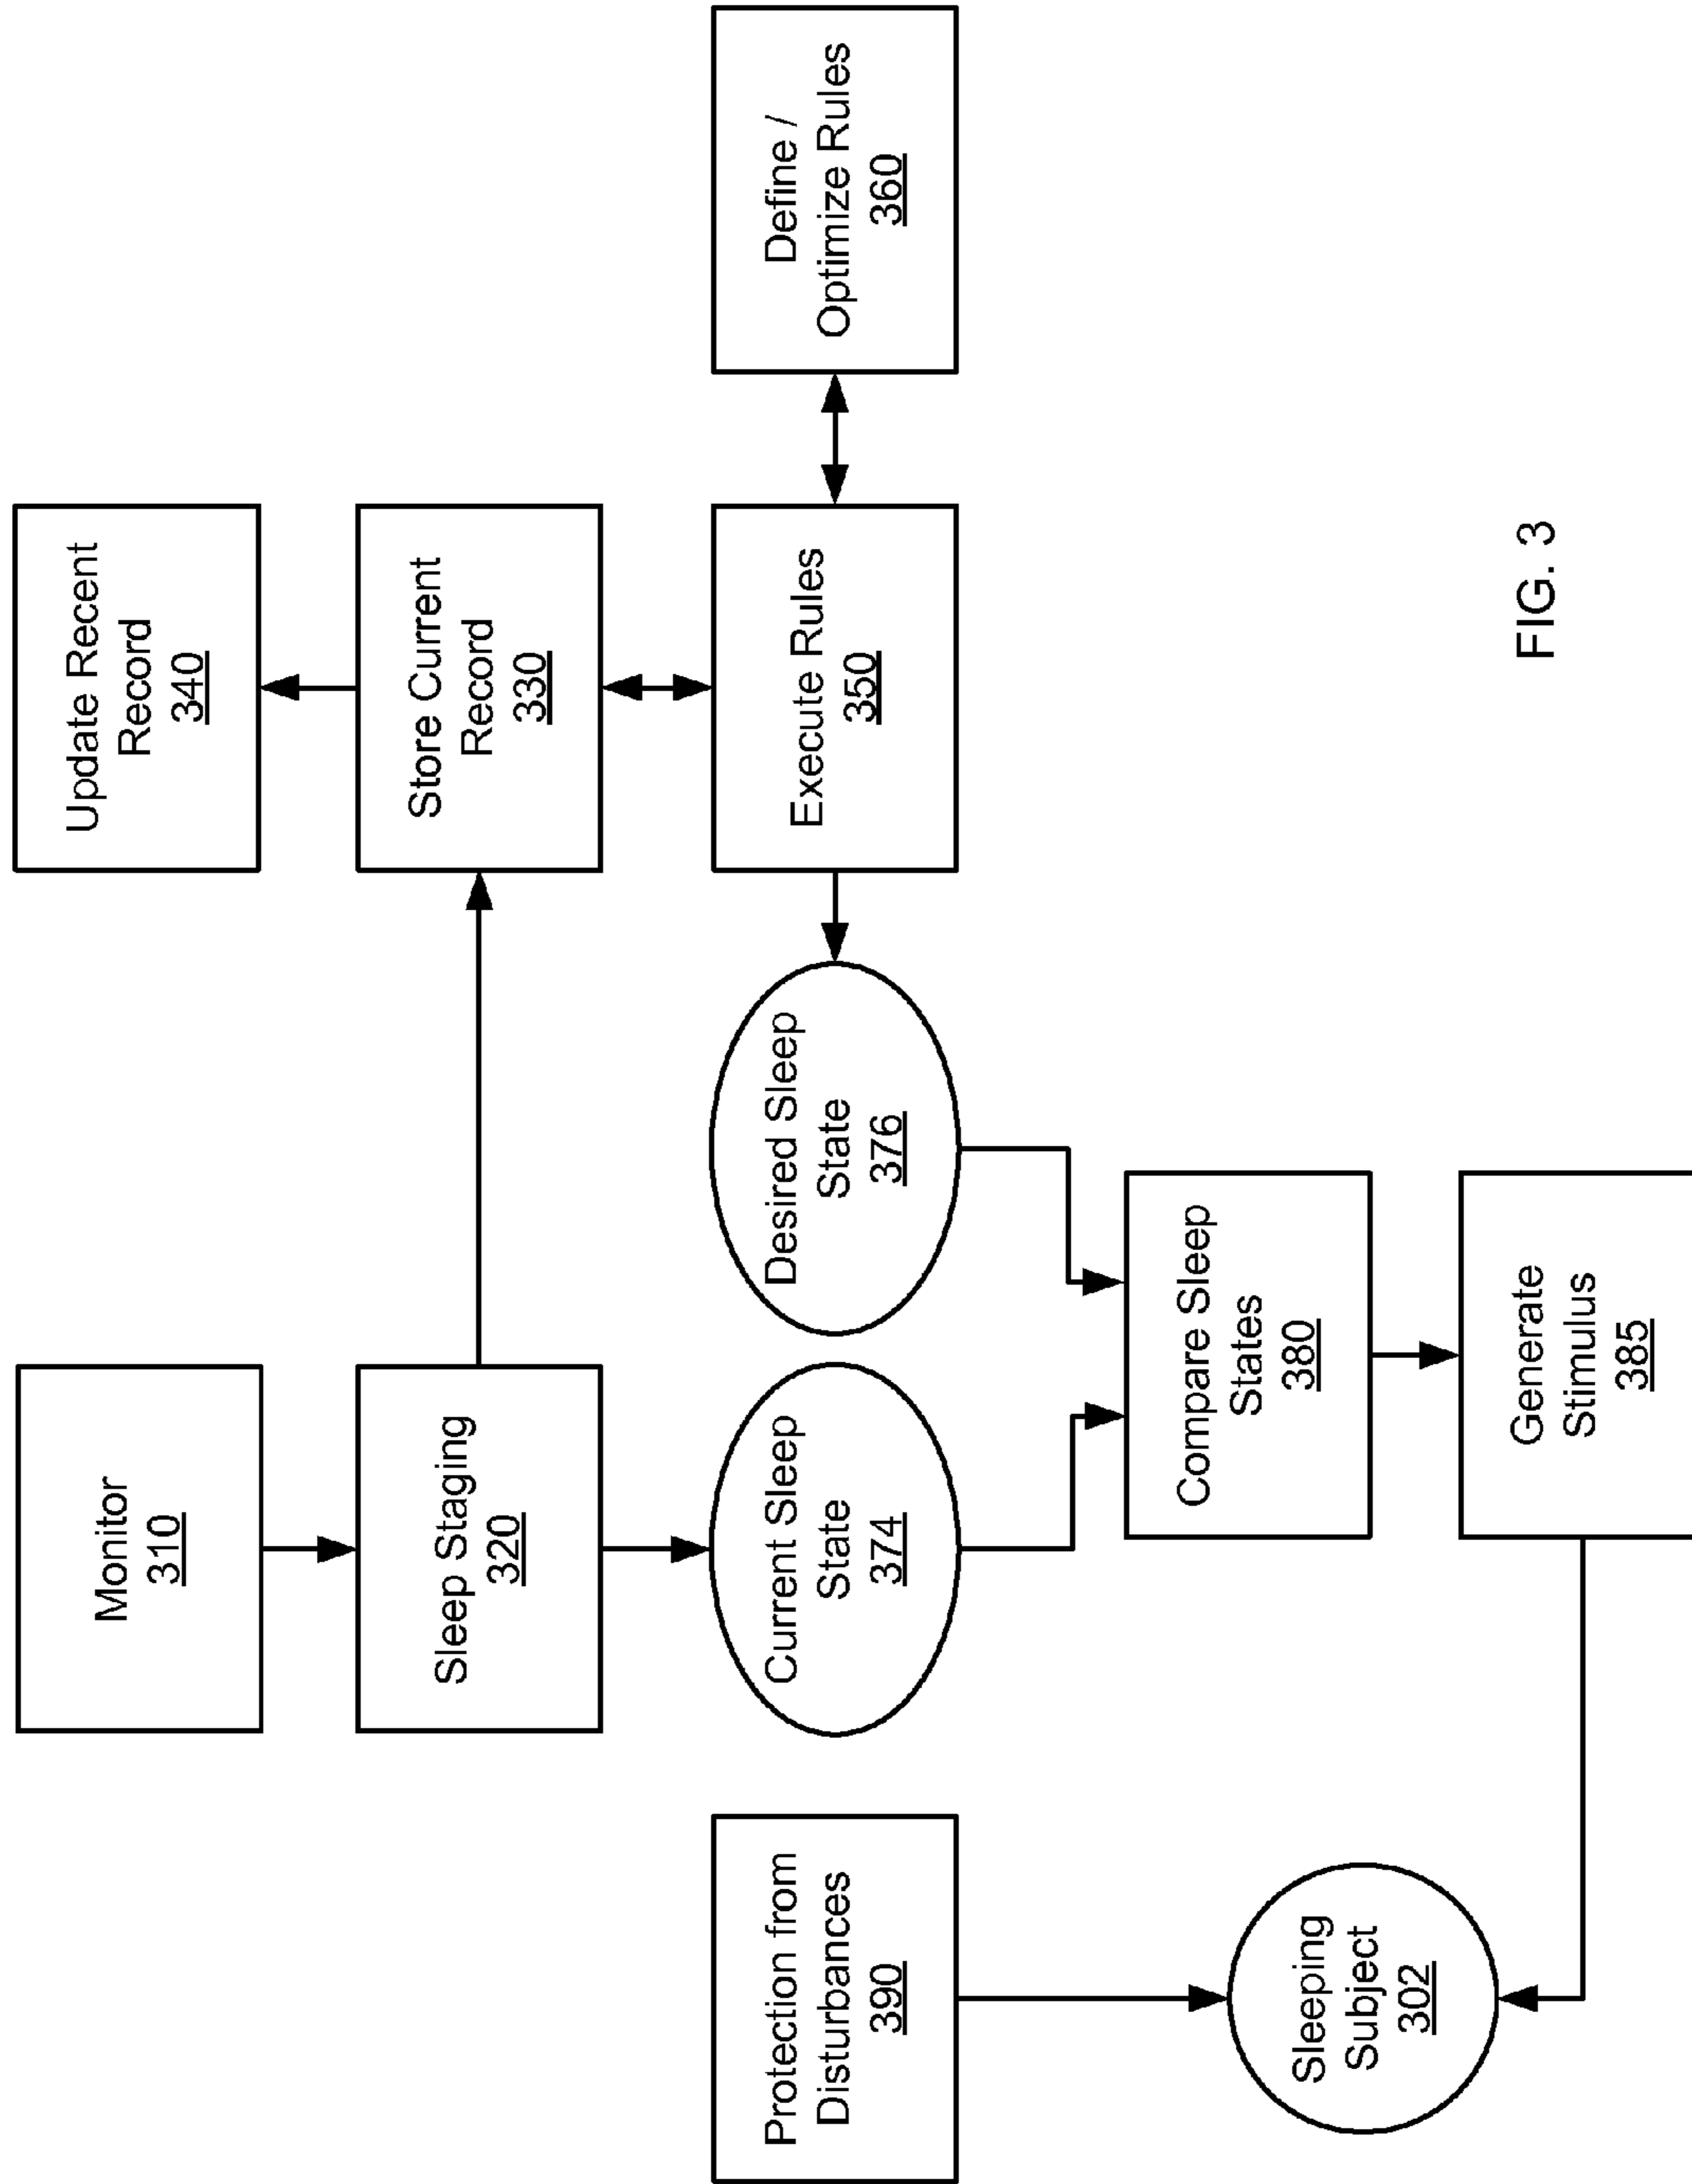 Monitor
310
Update Recent
Record
340
Sleep Staging
320
Store Current
Record
330
Protection from
Disturbances
390
Current Sleep
State
374
Desired Sleep
State
376
Execute Rules
350
Define /
Optimize Rules
360
Compare Sleep
States
380
Sleeping
Subject
302
Generate
Stimulus
385
FIG. 3